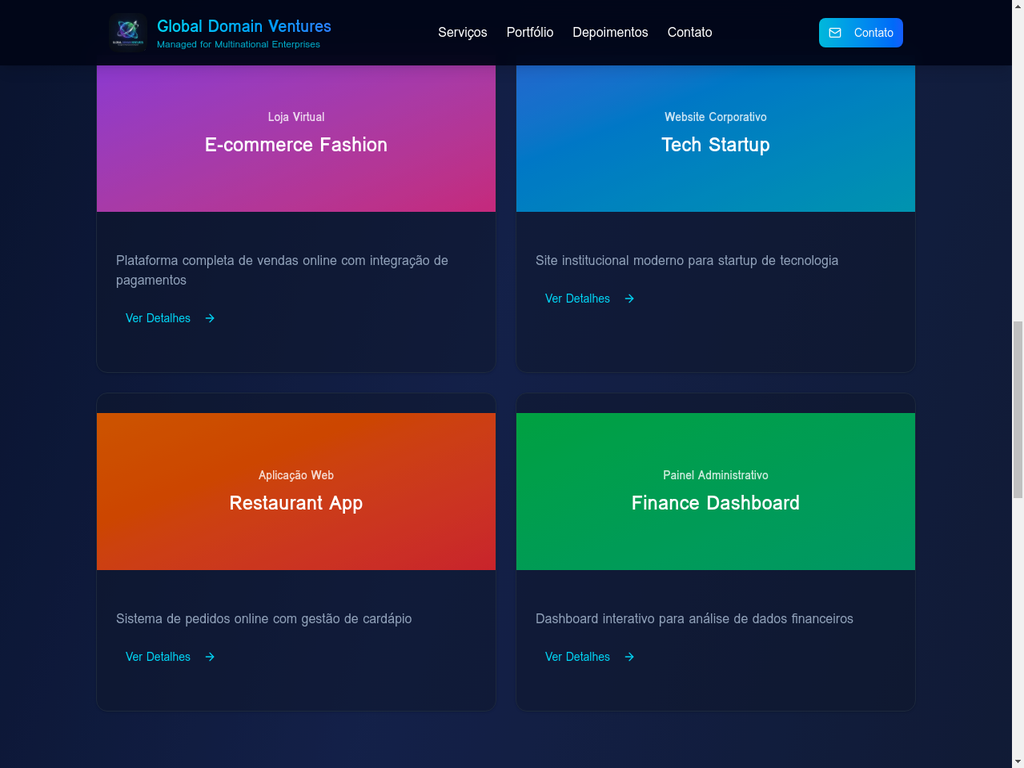 Global Domain Ventures
Managed for Multinational Enterprises
Serviços
Portfólio
Depoimentos
Contato
Contato
Loja Virtual
E-commerce Fashion
Plataforma completa de vendas online com integração de
pagamentos
Ver Detalhes
Website Corporativo
Tech Startup
Site institucional moderno para startup de tecnologia
Ver Detalhes
Aplicação Web
Restaurant App
Sistema de pedidos online com gestão de cardápio
Ver Detalhes
Painel Administrativo
Finance Dashboard
Dashboard interativo para análise de dados financeiros
Ver Detalhes